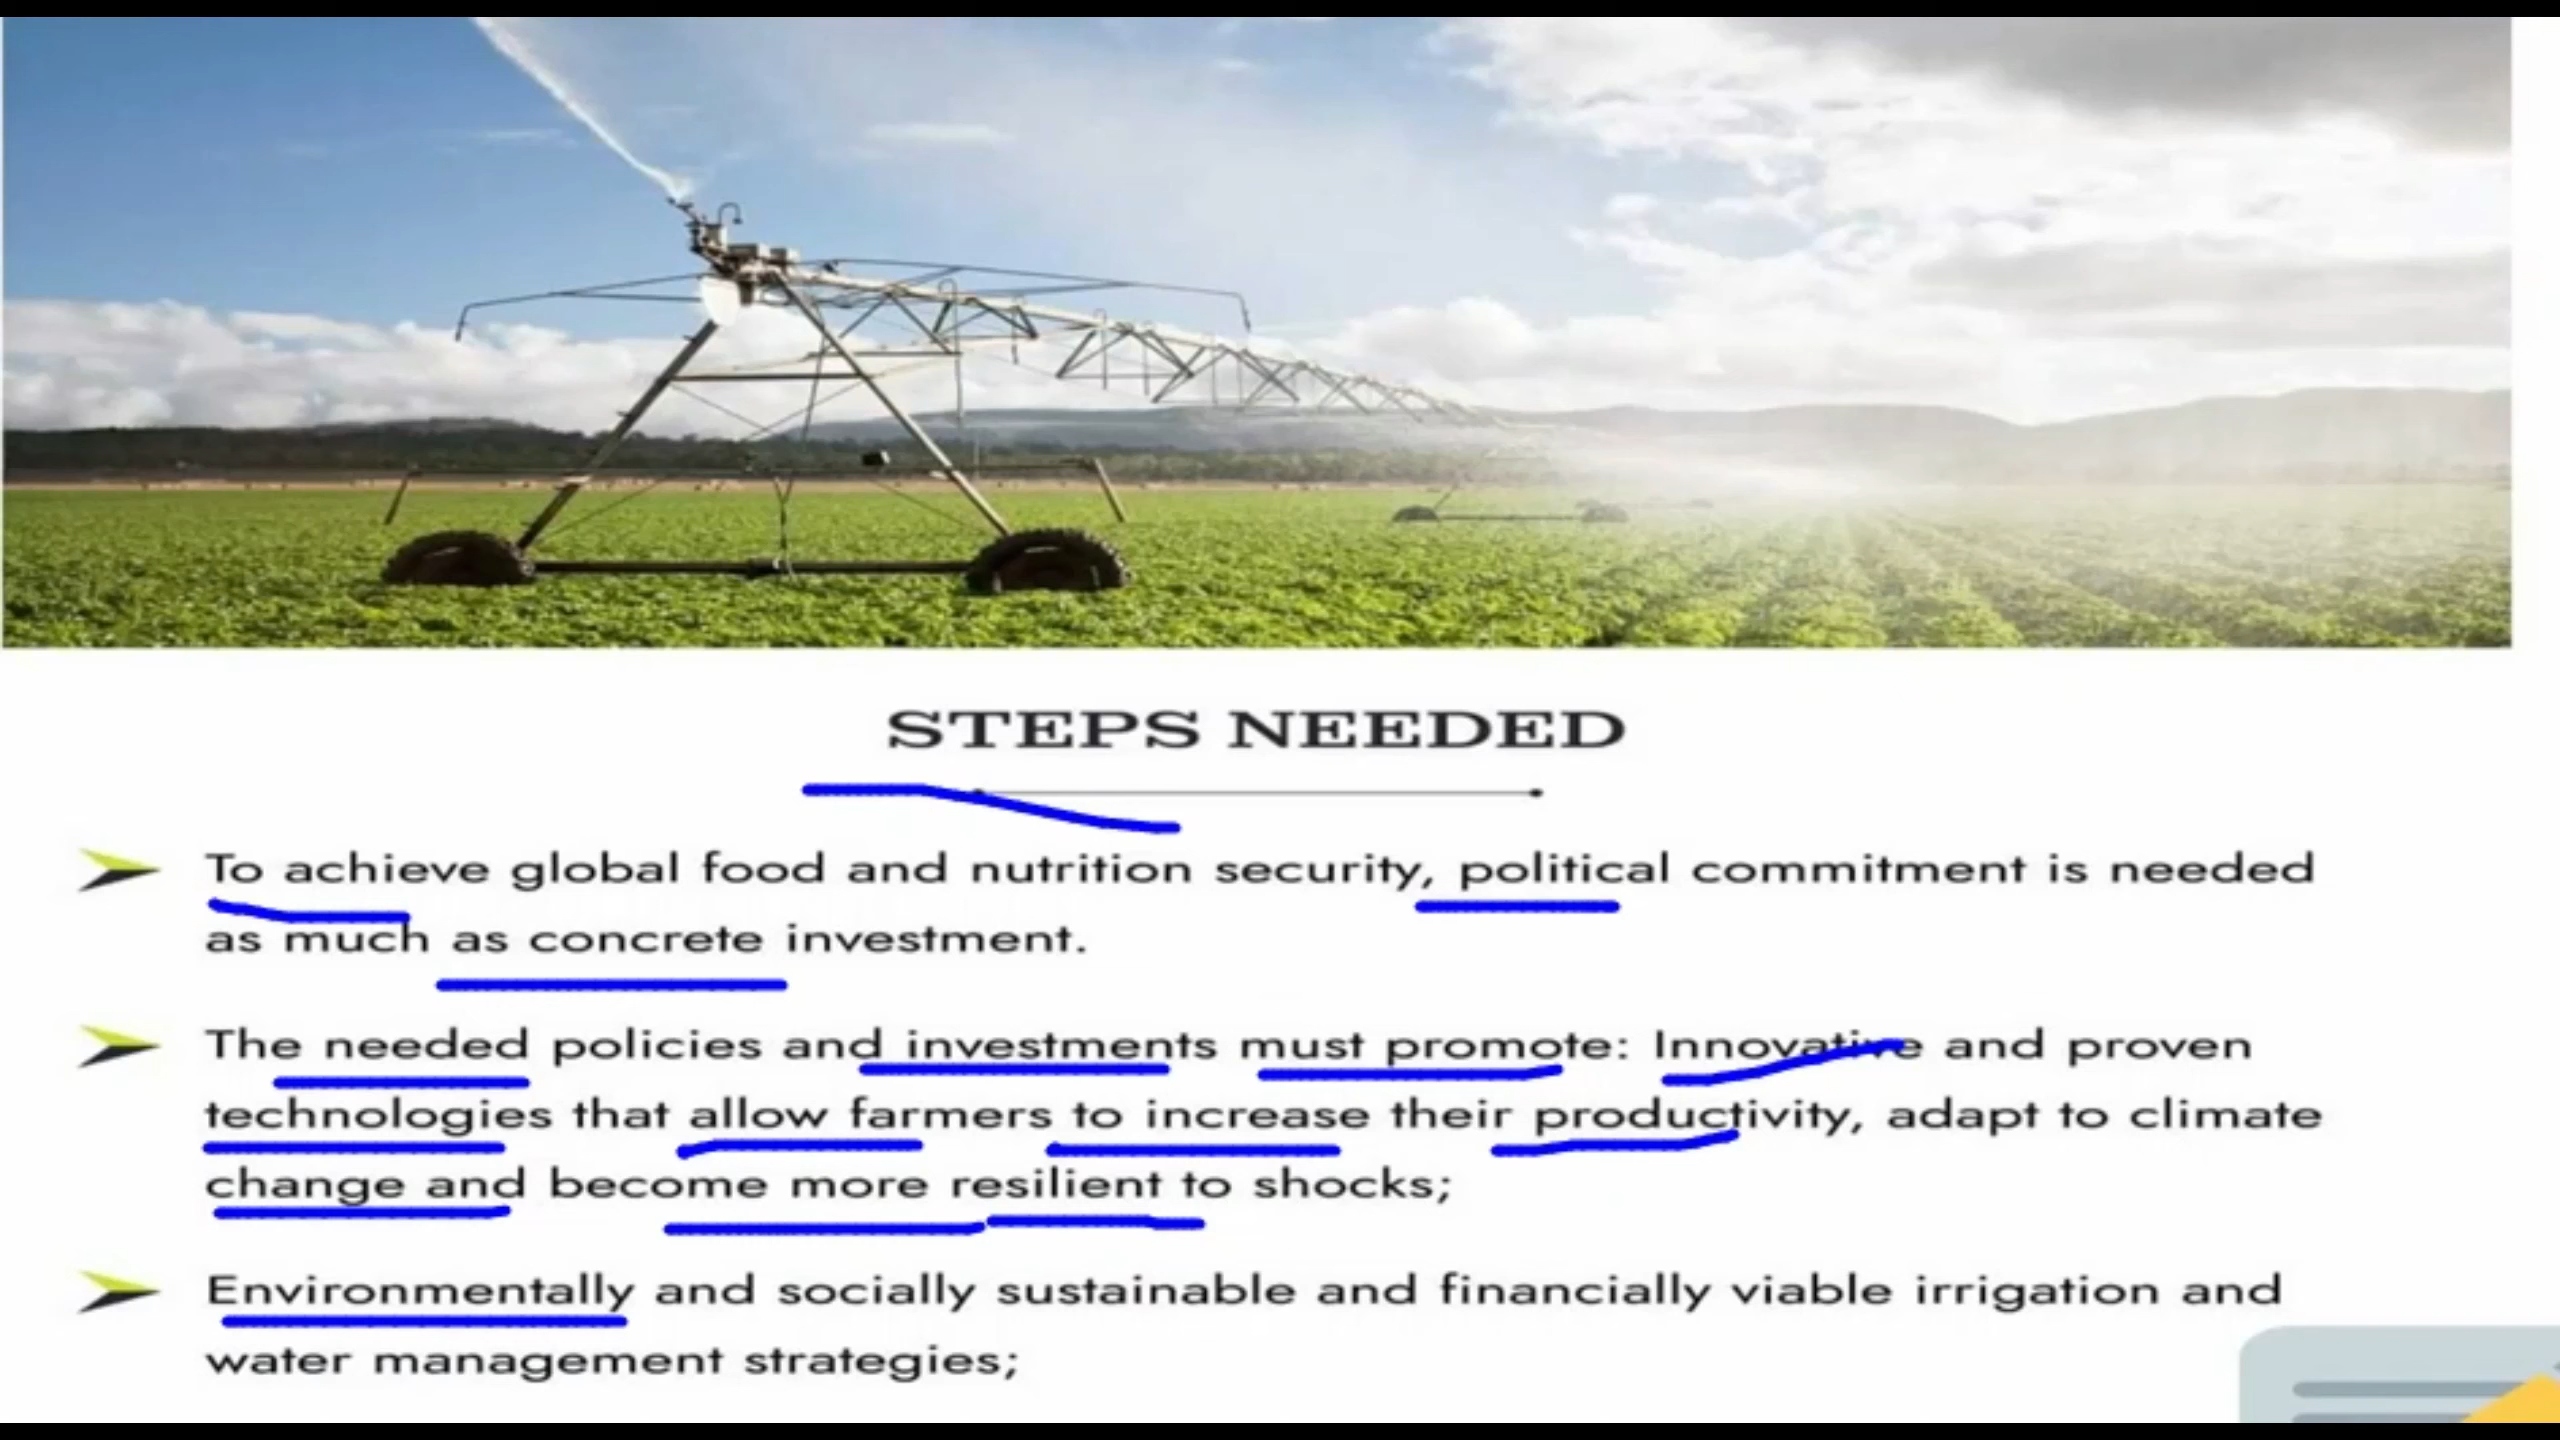 STEPS NEEDED
To achieve global food and nutrition security, political commitment is needed
as much as concrete investment.
The needed policies and investments must promote: Innovative and proven
technologies that allow farmers to increase their productivity, adapt to climate
change and become more resilient to shocks;
Environmentally and socially sustainable and financially viable irrigation and
water management strategies;